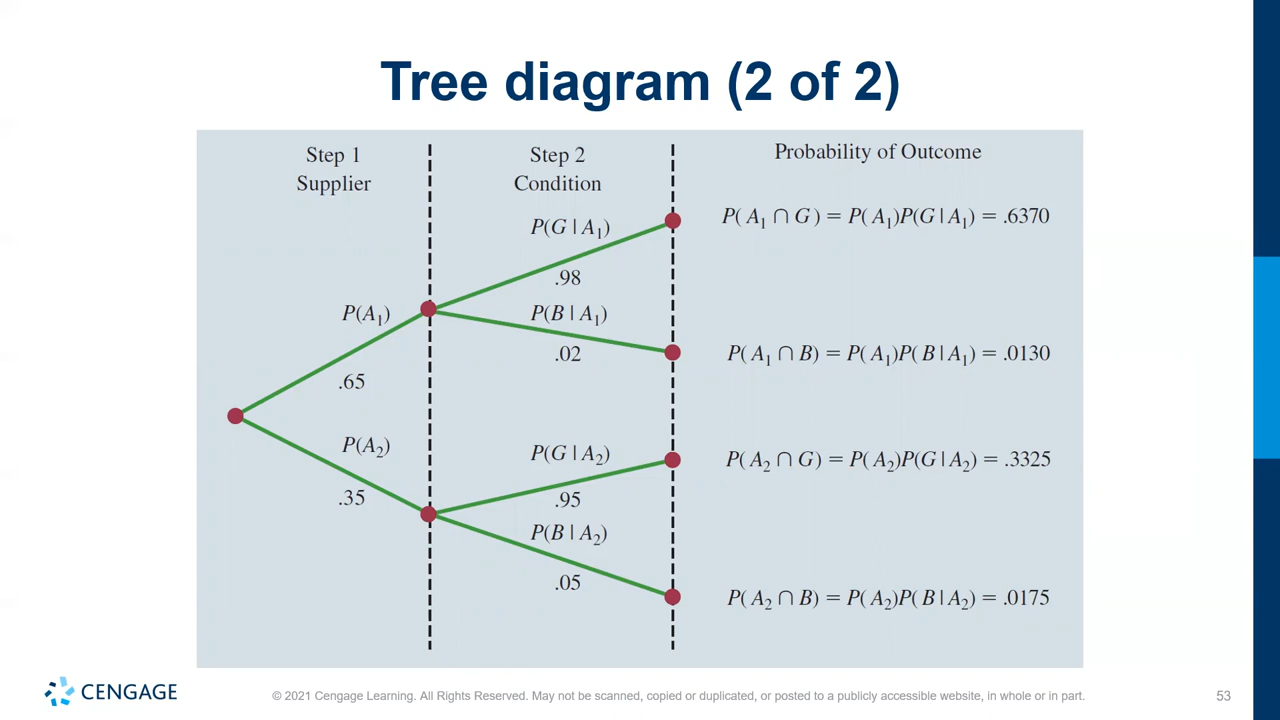 Tree diagram (2 of 2)
Step 1
Supplier
Step 2
Condition
Probability of Outcome
P(G | A₁)
.98
P(A₁ ∩ G) = P(A₁)P(G | A₁) = .6370
P(A₁)
.65
P(B | A₁)
.02
P(A₁ ∩ B) = P(A₁)P(B | A₁) = .0130
P(A₂)
.35
P(G | A₂)
.95
P(A₂ ∩ G) = P(A₂)P(G | A₂) = .3325
P(B | A₂)
.05
P(A₂ ∩ B) = P(A₂)P(B | A₂) = .0175
CENGAGE
© 2021 Cengage Learning. All Rights Reserved. May not be scanned, copied or duplicated, or posted to a publicly accessible website, in whole or in part.
53